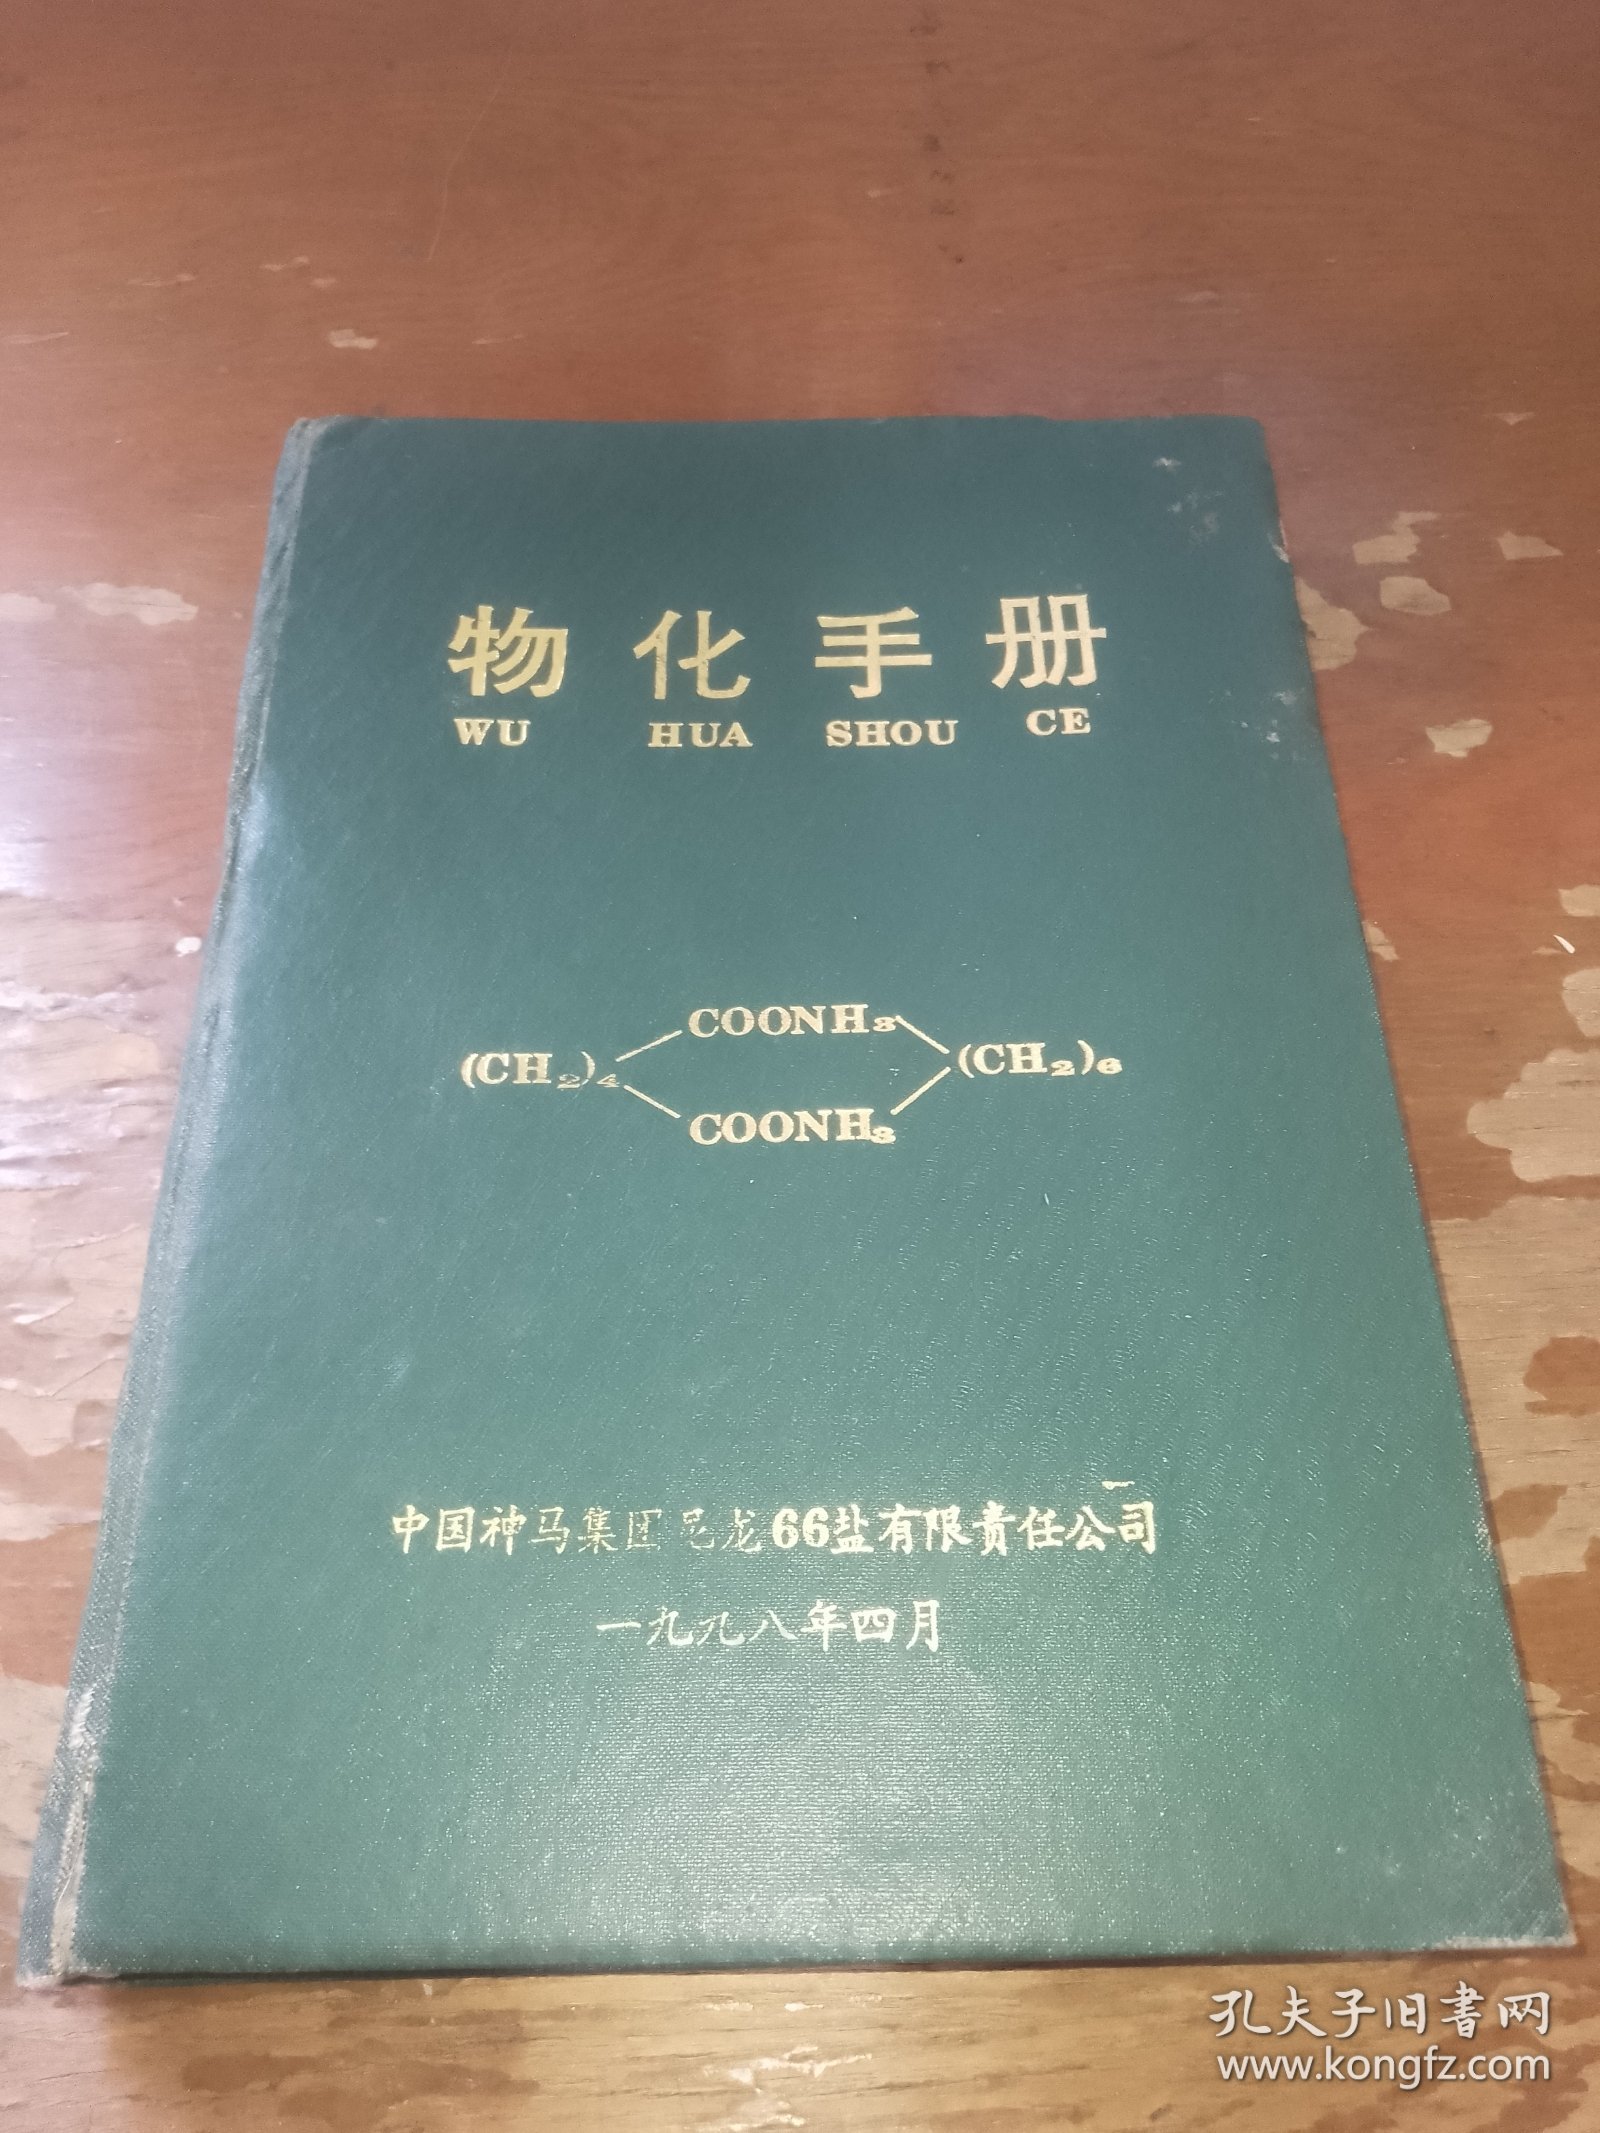 物化手册
WU HUA SHOU CE
COONH3
(CH2)4 (CH2)6
COONH3
中国神马集团尼龙66盐有限责任公司
一九九八年四月
孔夫子旧书网
www.kongfz.com